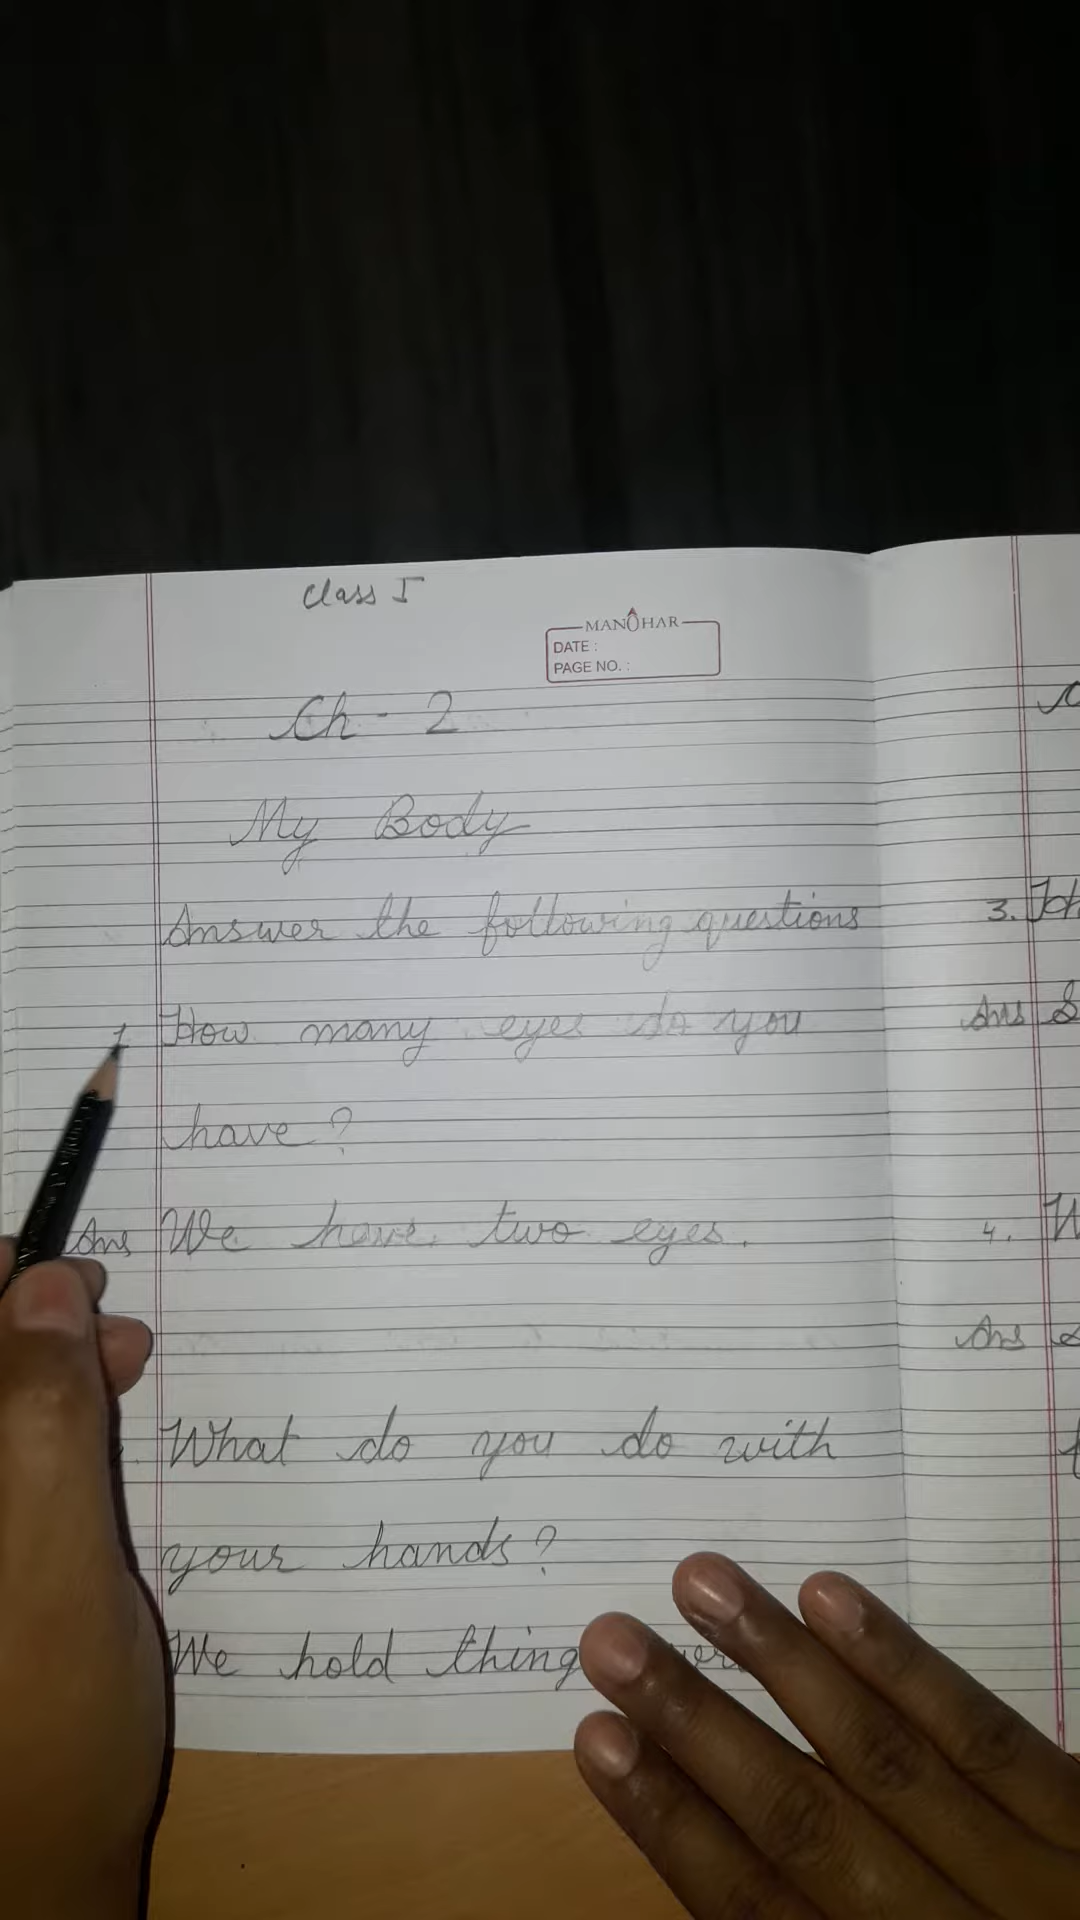 Class I
MANOHAR
DATE :
PAGE NO. :
Ch - 2
My Body
Answer the following questions
1. How many eyes do you
have?
Ans We have two eyes.
What do you do with
your hands?
We hold thing
3.
Ans
4.
Ans